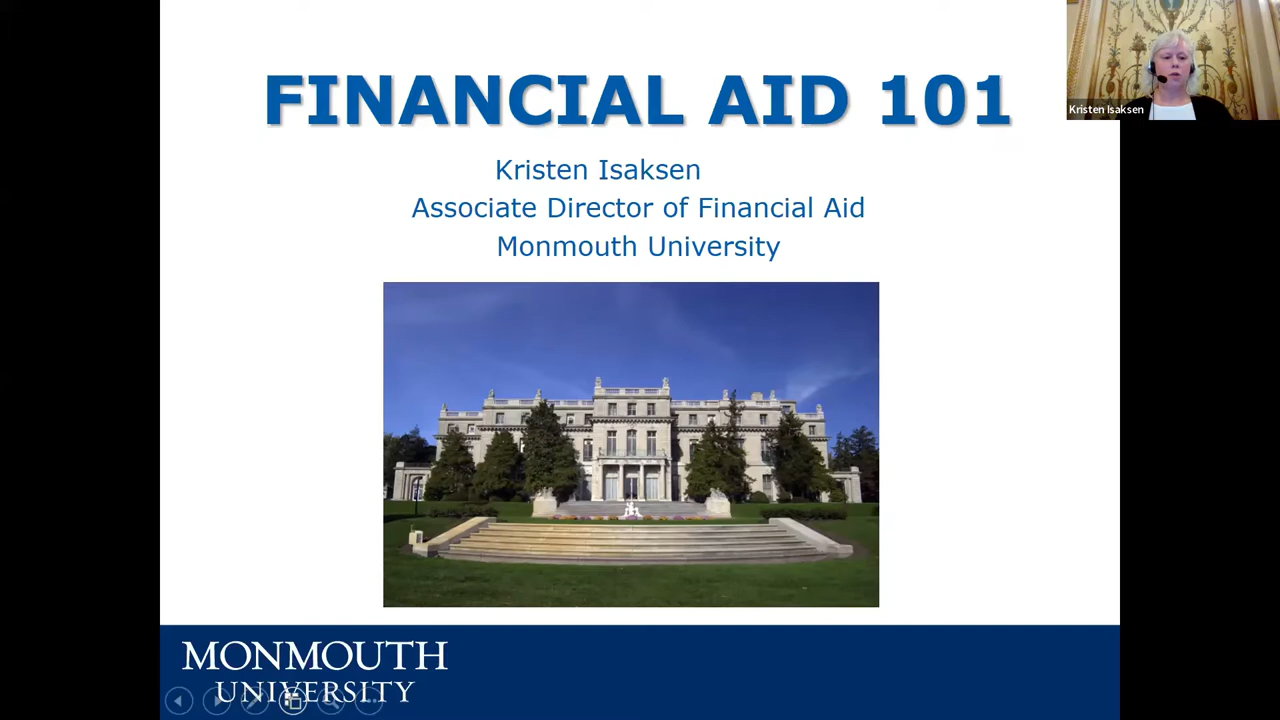 FINANCIAL AID 101
Kristen Isaksen
Kristen Isaksen
Associate Director of Financial Aid
Monmouth University
MONMOUTH
UNIVERSITY